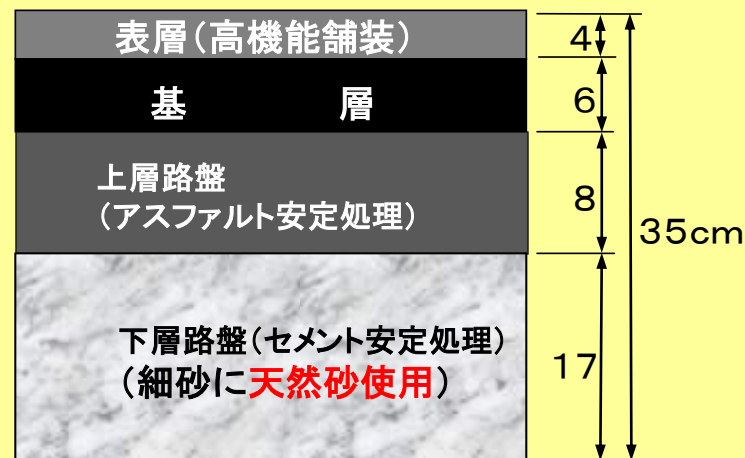 表層(高機能舗装)
4
基　　　層
6
上層路盤
(アスファルト安定処理)
8
35cm
下層路盤(セメント安定処理)
(細砂に天然砂使用)
17